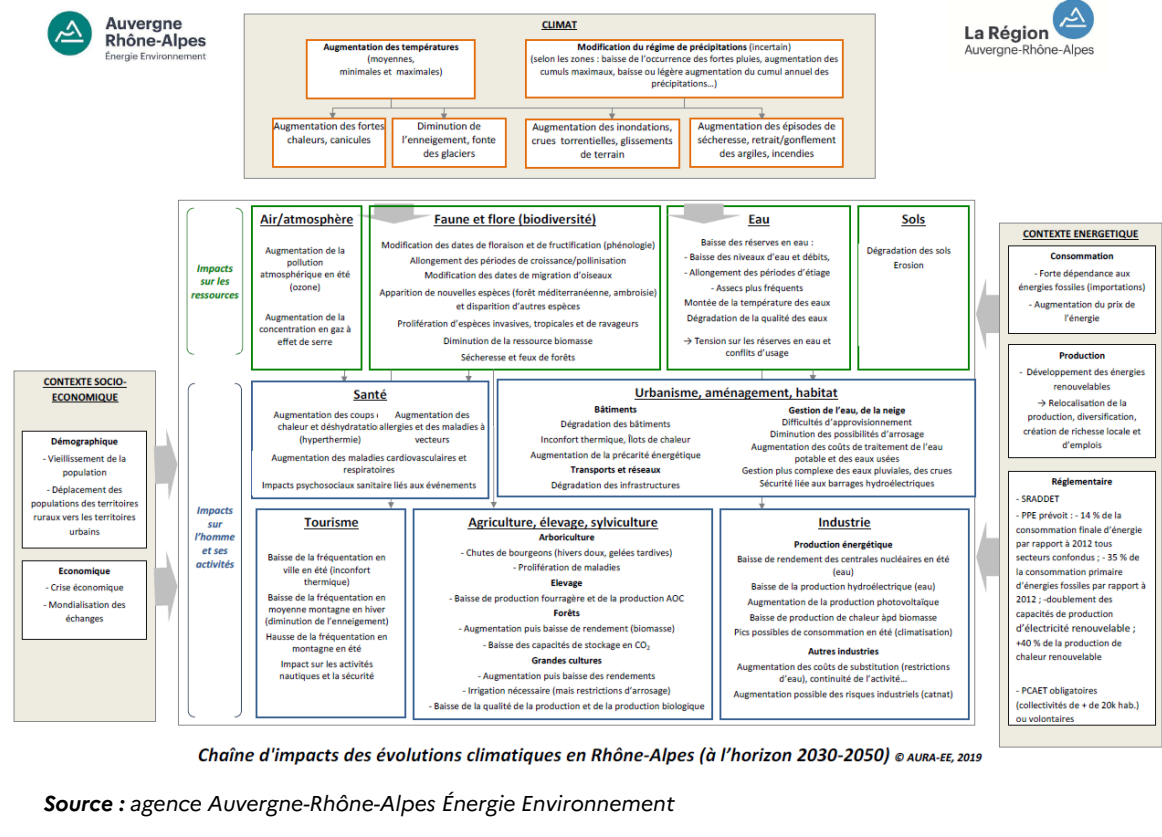 Auvergne
Rhône-Alpes
Énergie Environnement
La Région
Auvergne-Rhône-Alpes
CLIMAT
Augmentation des températures
(moyennes,
minimales et maximales)
Modification du régime de précipitations (incertain)
(selon les zones : baisse de l'occurrence des fortes pluies, augmentation des
cumuls maximaux, baisse ou légère augmentation du cumul annuel des
précipitations...)
Augmentation des fortes
chaleurs, canicules
Diminution de
l'enneigement, fonte
des glaciers
Augmentation des inondations,
crues torrentielles, glissements
de terrain
Augmentation des épisodes de
sécheresse, retrait/gonflement
des argiles, incendies
Impacts
sur les
ressources
Air/atmosphère
Augmentation de la
pollution
atmosphérique en été
(ozone)
Augmentation de la
concentration en gaz à
effet de serre
Faune et flore (biodiversité)
Modification des dates de floraison et de fructification (phénologie)
Allongement des périodes de croissance/pollinisation
Modification des dates de migration d'oiseaux
Apparition de nouvelles espèces (forêt méditerranéenne, ambroisie)
et disparition d'autres espèces
Prolifération d'espèces invasives, tropicales et de ravageurs
Diminution de la ressource biomasse
Sécheresse et feux de forêts
Eau
Baisse des réserves en eau :
- Baisse des niveaux d'eau et débits,
- Allongement des périodes d'étiage
- Assecs plus fréquents
Montée de la température des eaux
Dégradation de la qualité des eaux
→ Tension sur les réserves en eau et
conflits d'usage
Sols
Dégradation des sols
Erosion
CONTEXTE ENERGETIQUE
Consommation
- Forte dépendance aux
énergies fossiles (importations)
- Augmentation du prix de
l'énergie
Production
- Développement des énergies
renouvelables
→ Relocalisation de la
production, diversification,
création de richesse locale et
d'emplois
Réglementaire
- SRADDET
- PPE prévoit : - 14 % de la
consommation finale d'énergie
par rapport à 2012 tous
secteurs confondus ; - 35 % de
la consommation primaire
d'énergies fossiles par rapport à
2012 ; -doublement des
capacités de production
d'électricité renouvelable ;
+40 % de la production de
chaleur renouvelable
- PCAET obligatoires
(collectivités de + de 20k hab.)
ou volontaires
CONTEXTE SOCIO-
ECONOMIQUE
Démographique
- Vieillissement de la
population
- Déplacement des
populations des territoires
ruraux vers les territoires
urbains
Economique
- Crise économique
- Mondialisation des
échanges
Impacts
sur
l'homme
et ses
activités
Santé
Augmentation des coups
chaleur et déshydratatio
(hyperthermie)
Augmentation des
allergies et des maladies à
vecteurs
Augmentation des maladies cardiovasculaires et
respiratoires
Impacts psychosociaux sanitaire liés aux événements
Urbanisme, aménagement, habitat
Bâtiments
Dégradation des bâtiments
Inconfort thermique, Îlots de chaleur
Augmentation de la précarité énergétique
Transports et réseaux
Dégradation des infrastructures
Gestion de l'eau, de la neige
Difficultés d'approvisionnement
Diminution des possibilités d'arrosage
Augmentation des coûts de traitement de l'eau
potable et des eaux usées
Gestion plus complexe des eaux pluviales, des crues
Sécurité liée aux barrages hydroélectriques
Tourisme
Baisse de la fréquentation en
ville en été (inconfort
thermique)
Baisse de la fréquentation en
moyenne montagne en hiver
(diminution de l'enneigement)
Hausse de la fréquentation en
montagne en été
Impact sur les activités
nautiques et la sécurité
Agriculture, élevage, sylviculture
Arboriculture
- Chutes de bourgeons (hivers doux, gelées tardives)
- Prolifération de maladies
Elevage
- Baisse de production fourragère et de la production AOC
Forêts
- Augmentation puis baisse de rendement (biomasse)
- Baisse des capacités de stockage en CO₂
Grandes cultures
- Augmentation puis baisse des rendements
- Irrigation nécessaire (mais restrictions d'arrosage)
- Baisse de la qualité de la production et de la production biologique
Industrie
Production énergétique
Baisse de rendement des centrales nucléaires en été
(eau)
Baisse de la production hydroélectrique (eau)
Augmentation de la production photovoltaïque
Baisse de production de chaleur àpd biomasse
Pics possibles de consommation en été (climatisation)
Autres industries
Augmentation des coûts de substitution (restrictions
d'eau), continuité de l'activité...
Augmentation possible des risques industriels (catnat)
Chaîne d'impacts des évolutions climatiques en Rhône-Alpes (à l'horizon 2030-2050) © AURA-EE, 2019
Source : agence Auvergne-Rhône-Alpes Énergie Environnement